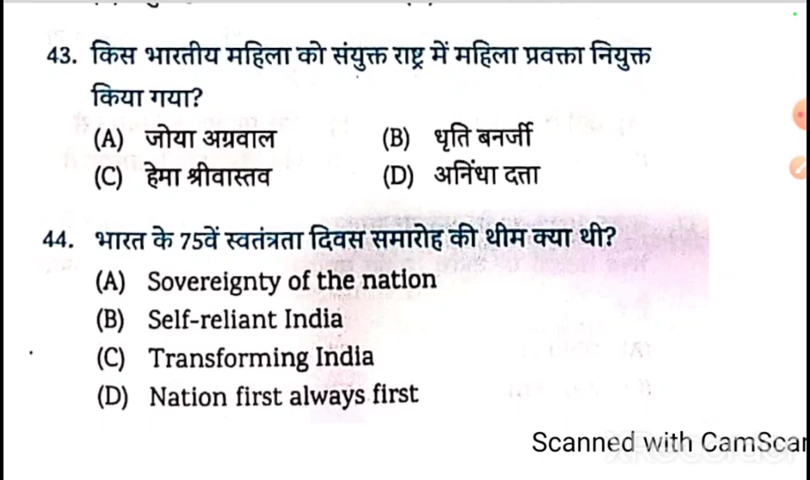 43. किस भारतीय महिला को संयुक्त राष्ट्र में महिला प्रवक्ता नियुक्त
किया गया?
(A) जोया अग्रवाल (B) धृति बनर्जी
(C) हेमा श्रीवास्तव (D) अनिंधा दत्ता
44. भारत के 75वें स्वतंत्रता दिवस समारोह की थीम क्या थी?
(A) Sovereignty of the nation
(B) Self-reliant India
(C) Transforming India
(D) Nation first always first
Scanned with CamScan